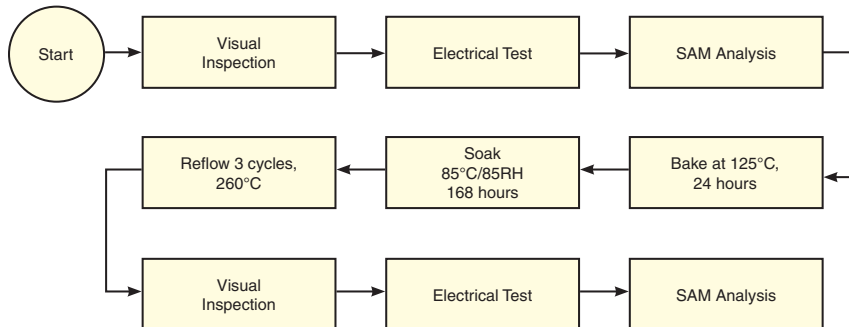 Start
Visual
Inspection
Electrical Test
SAM Analysis
Reflow 3 cycles,
260°C
Soak
85°C/85RH
168 hours
Bake at 125°C,
24 hours
Visual
Inspection
Electrical Test
SAM Analysis